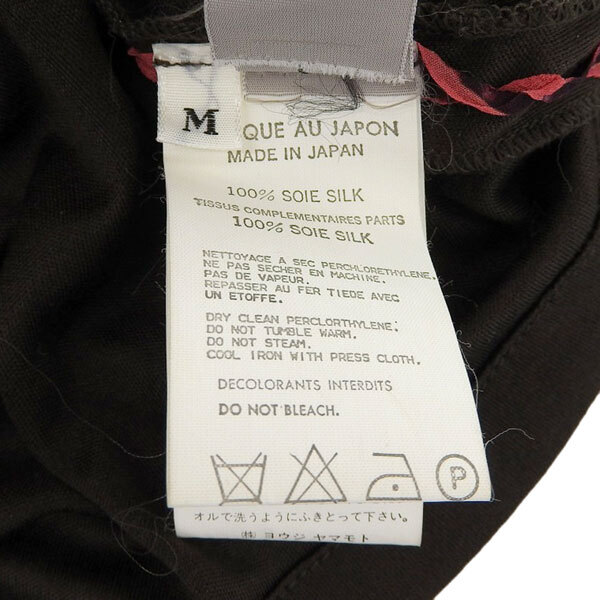 M
QUE AU JAPON
MADE IN JAPAN
100% SOIE SILK
TISSUS COMPLEMENTAIRES PARTS
100% SOIE SILK
NETTOYAGE A SEC PERCHLORETHYLENE.
NE PAS SECHER EN MACHINE.
PAS DE VAPEUR.
REPASSER AU FER TIEDE AVEC
UN ETOFFE.
DRY CLEAN PERCLORTHYLENE.
DO NOT TUMBLE WARM.
DO NOT STEAM.
COOL IRON WITH PRESS CLOTH.
DECOLORANTS INTERDITS
DO NOT BLEACH.
P
オルで洗うようにふきとって下さい。
㈱ ヨウジ ヤマモト